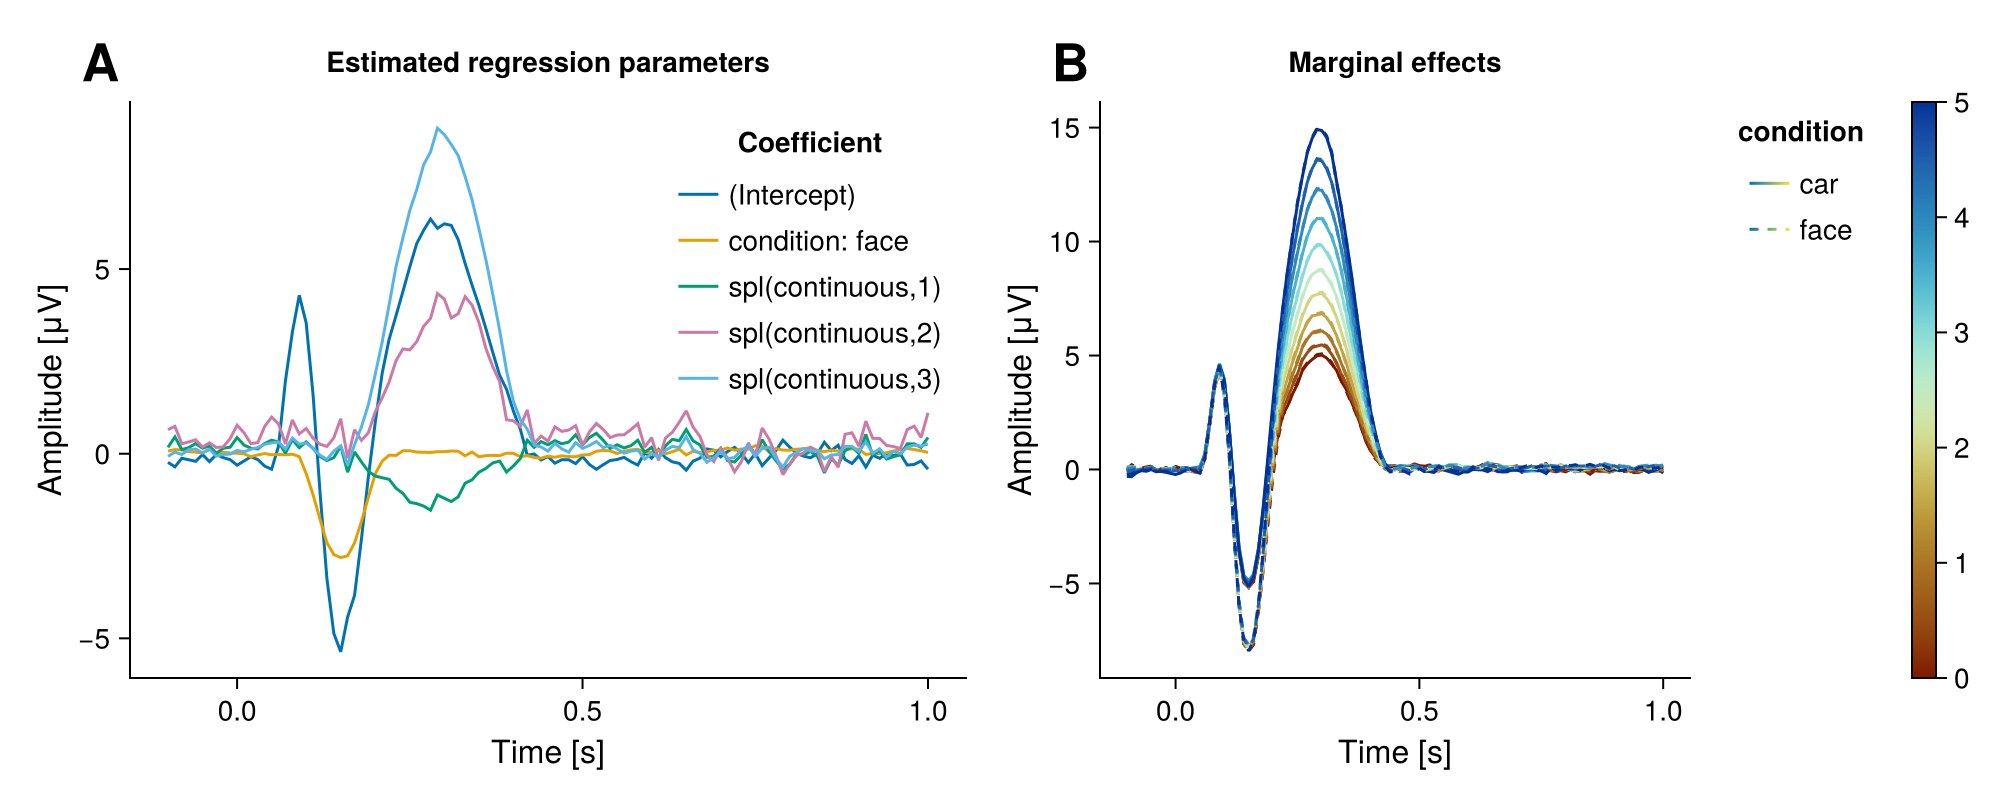 A
Estimated regression parameters
Amplitude [µV]
5
0
−5
0.0
0.5
1.0
Time [s]
Coefficient
(Intercept)
condition: face
spl(continuous,1)
spl(continuous,2)
spl(continuous,3)
B
Marginal effects
Amplitude [µV]
15
10
5
0
−5
0.0
0.5
1.0
Time [s]
condition
car
face
5
4
3
2
1
0